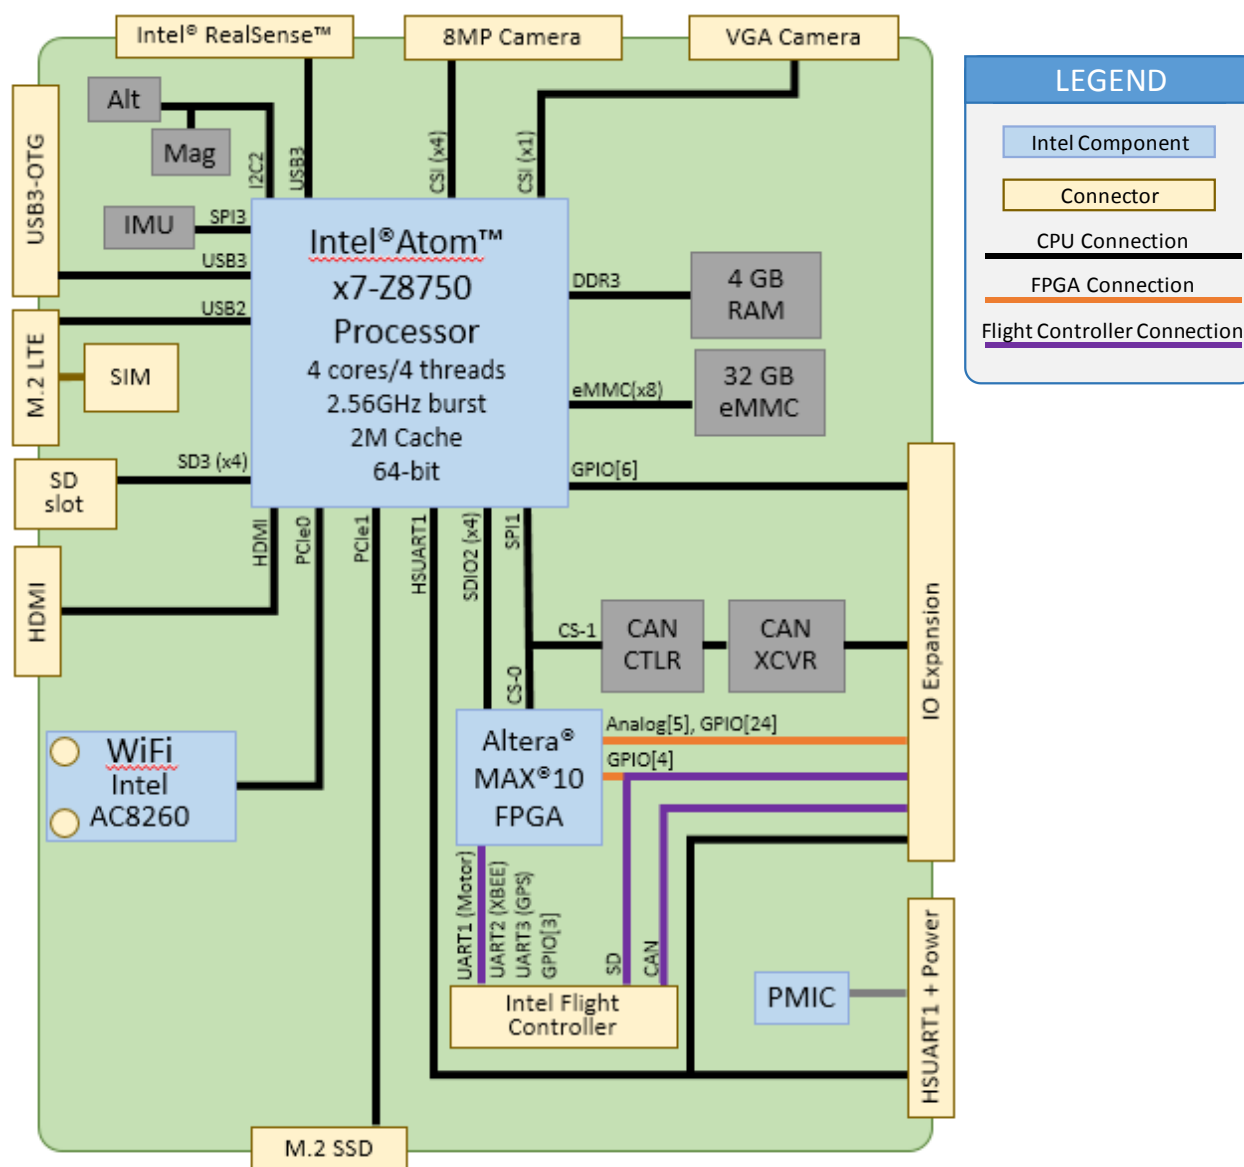 Intel® RealSense™
8MP Camera
VGA Camera
LEGEND
Intel Component
Connector
CPU Connection
FPGA Connection
Flight Controller Connection
Alt
Mag
I2C2
USB3
CSI (x4)
CSI (x1)
USB3-OTG
IMU
SPI3
USB3
USB2
Intel®Atom™
x7-Z8750
Processor
4 cores/4 threads
2.56GHz burst
2M Cache
64-bit
DDR3
4 GB
RAM
eMMC(x8)
32 GB
eMMC
GPIO[6]
M.2 LTE
SIM
SD3 (x4)
SD
slot
HDMI
HDMI
PCIe0
PCIe1
HSUART1
SDIO2 (x4)
SPI1
CS-1
CS-0
CAN
CTLR
CAN
XCVR
IO Expansion
WiFi
Intel
AC8260
Altera®
MAX®10
FPGA
Analog[5], GPIO[24]
GPIO[4]
UART1 (Motor)
UART2 (XBEE)
UART3 (GPS)
GPIO[3]
SD
CAN
Intel Flight
Controller
PMIC
HSUART1 + Power
M.2 SSD